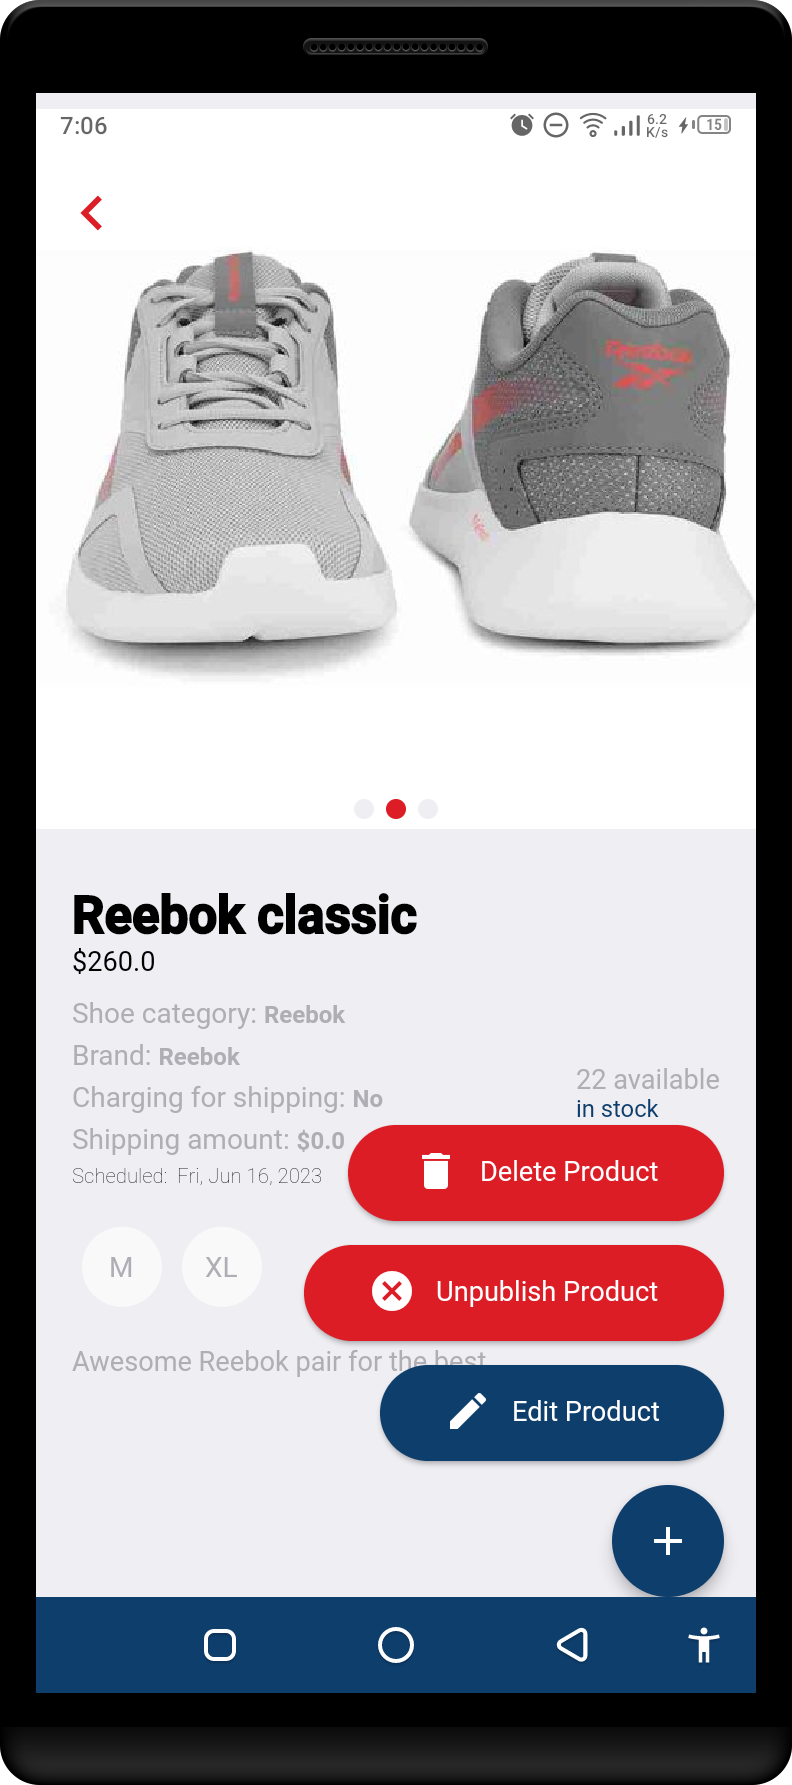 7:06
6.2
K/s
15
Reebok
Reebok classic
$260.0
Shoe category: Reebok
Brand: Reebok
Charging for shipping: No
22 available
in stock
Shipping amount: $0.0
Scheduled: Fri, Jun 16, 2023
Delete Product
M
XL
Unpublish Product
Awesome Reebok pair for the best
Edit Product